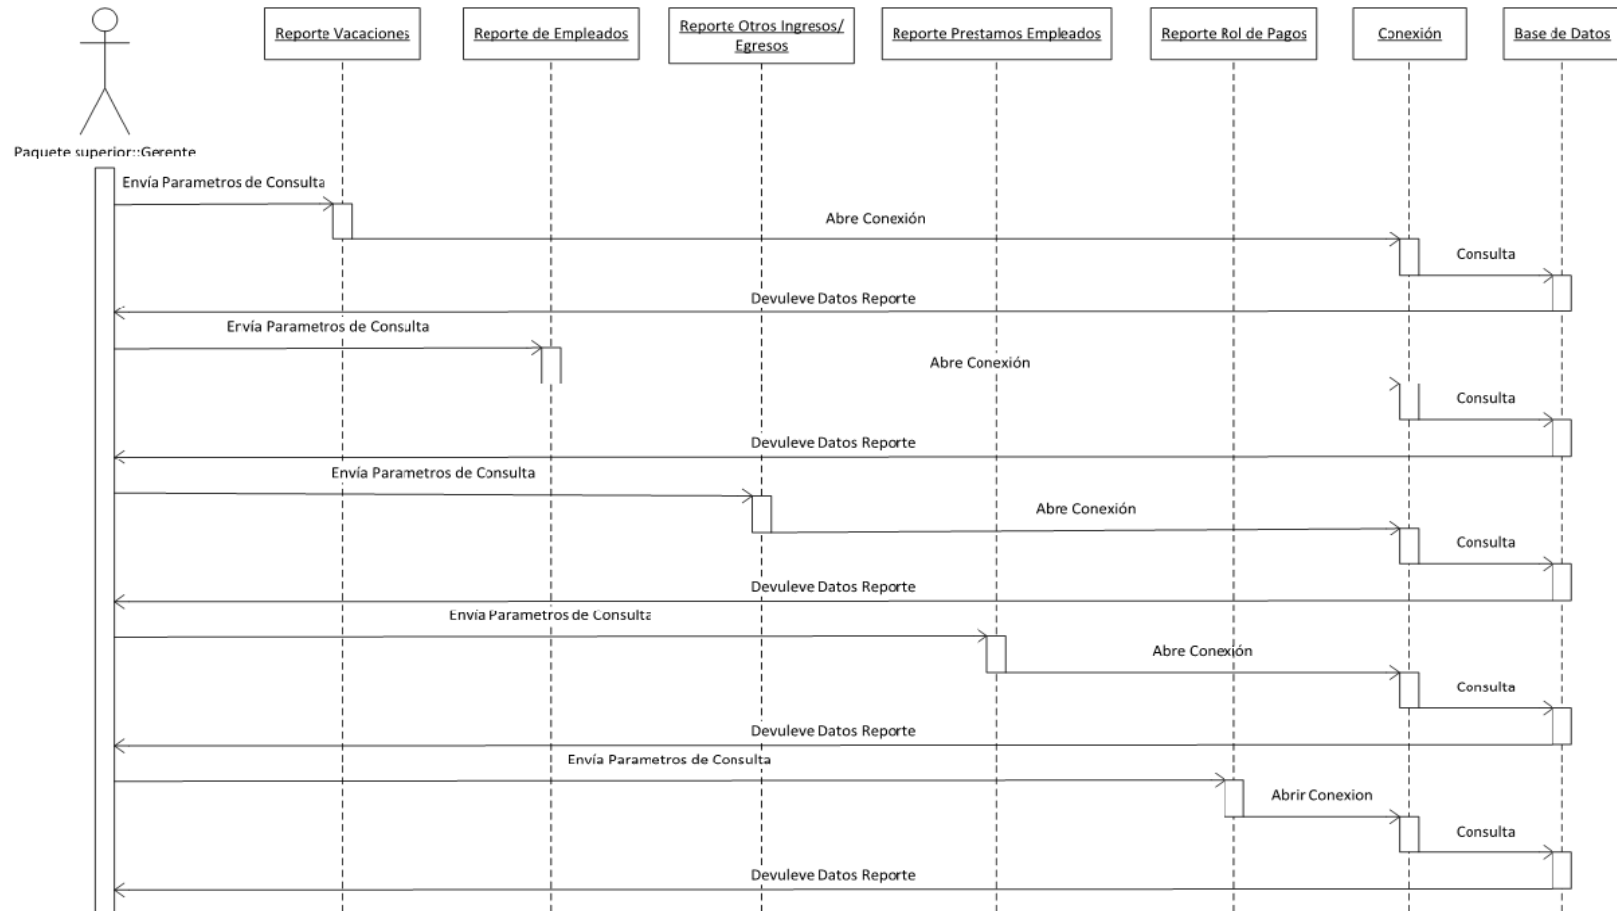 Reporte Vacaciones
Reporte de Empleados
Reporte Otros Ingresos/
Egresos
Reporte Prestamos Empleados
Reporte Rol de Pagos
Conexión
Base de Datos
Paquete superior::Gerente
Envía Parametros de Consulta
Abre Conexión
Consulta
Devuleve Datos Reporte
Envía Parametros de Consulta
Abre Conexión
Consulta
Devuleve Datos Reporte
Envía Parametros de Consulta
Abre Conexión
Consulta
Devuleve Datos Reporte
Envía Parametros de Consulta
Abre Conexión
Consulta
Devuleve Datos Reporte
Envía Parametros de Consulta
Abrir Conexion
Consulta
Devuleve Datos Reporte